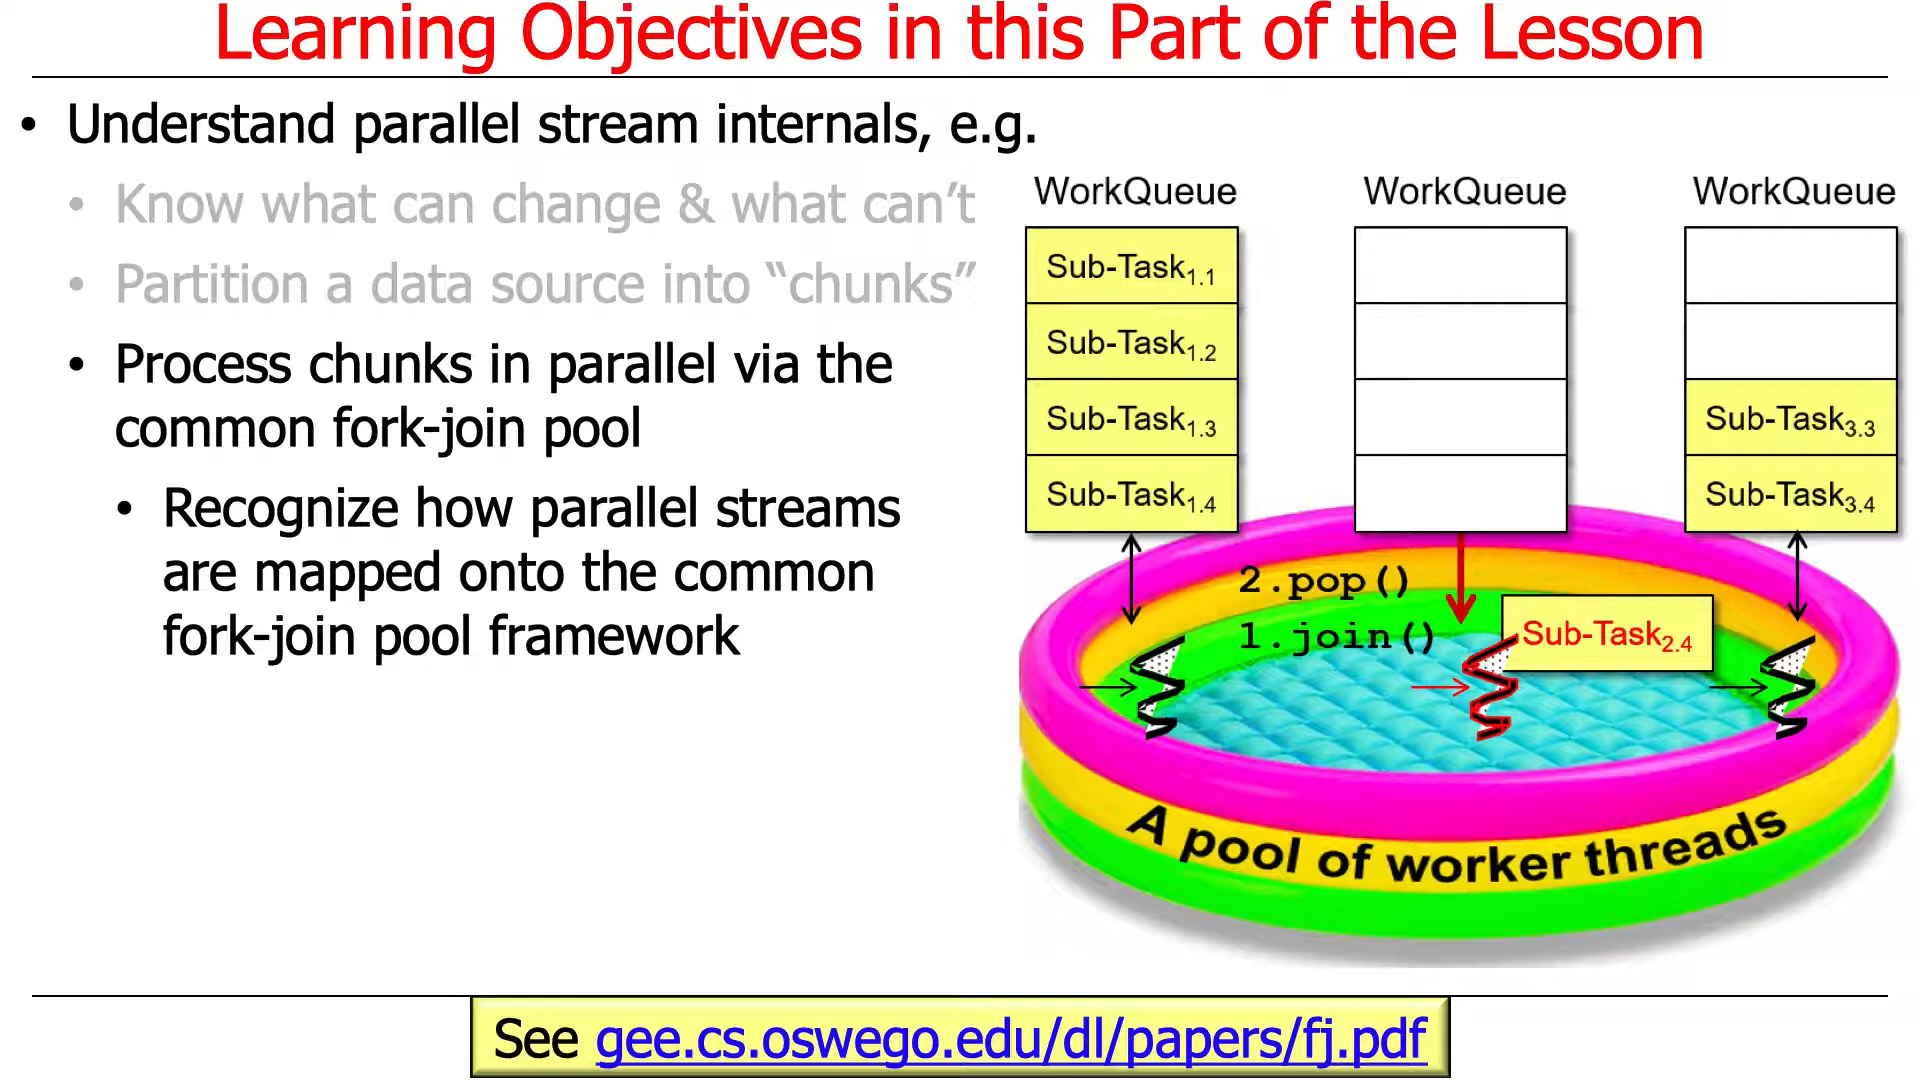 Learning Objectives in this Part of the Lesson
• Understand parallel stream internals, e.g.
• Know what can change & what can’t
• Partition a data source into “chunks”
• Process chunks in parallel via the
common fork-join pool
• Recognize how parallel streams
are mapped onto the common
fork-join pool framework
WorkQueue WorkQueue WorkQueue
Sub-Task1.1
Sub-Task1.2
Sub-Task1.3 Sub-Task3.3
Sub-Task1.4 Sub-Task3.4
2.pop()
1.join() Sub-Task2.4
A pool of worker threads
See gee.cs.oswego.edu/dl/papers/fj.pdf